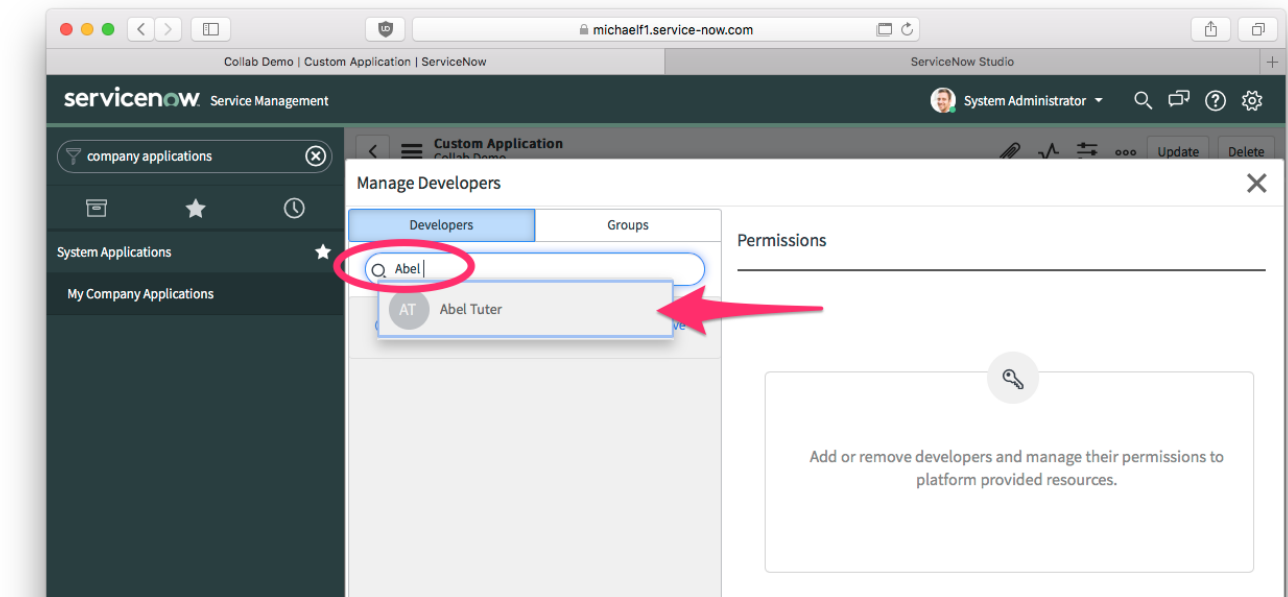 michaelf1.service-now.com
Collab Demo | Custom Application | ServiceNow
ServiceNow Studio
servicenow Service Management
System Administrator
company applications
Custom Application
Collab Demo
Update
Delete
Manage Developers
Developers
Groups
System Applications
Abel
My Company Applications
AT
Abel Tuter
Permissions
Add or remove developers and manage their permissions to
platform provided resources.